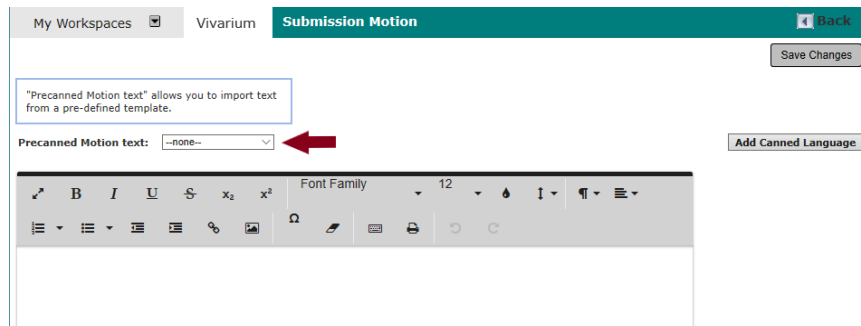 My Workspaces Vivarium Submission Motion Back
Save Changes
"Precanned Motion text" allows you to import text
from a pre-defined template.
Precanned Motion text: --none-- Add Canned Language
B I U S x₂ x² Font Family 12 ¶
Ω